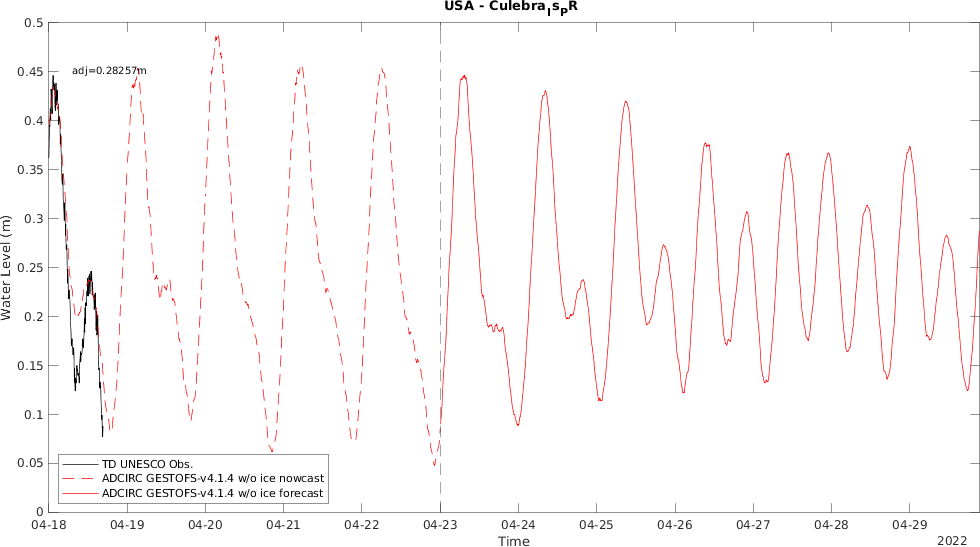 USA - CulebraIsPR
0.5
0.45
0.4
0.35
0.3
0.25
0.2
0.15
0.1
0.05
0
Water Level (m)
adj=0.28257m
TD UNESCO Obs.
ADCIRC GESTOFS-v4.1.4 w/o ice nowcast
ADCIRC GESTOFS-v4.1.4 w/o ice forecast
04-18 04-19 04-20 04-21 04-22 04-23 04-24 04-25 04-26 04-27 04-28 04-29
Time
2022